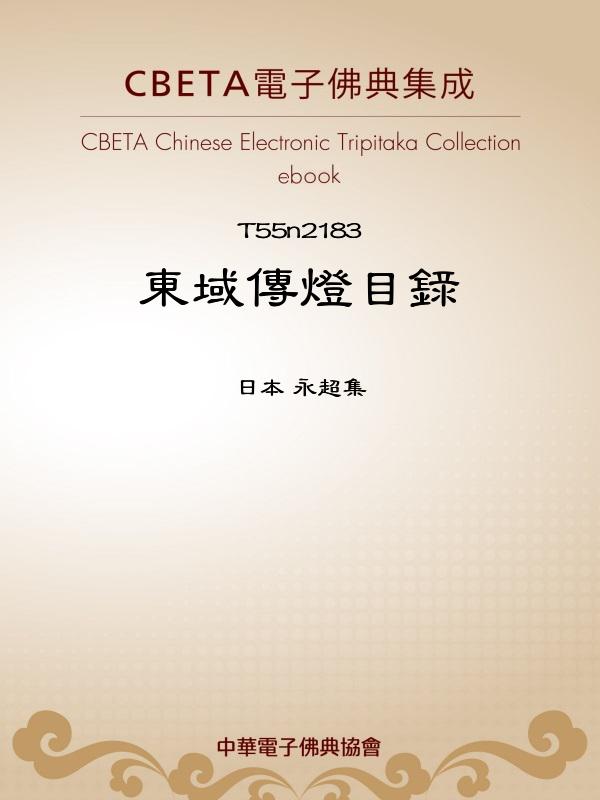 CBETA電子佛典集成
CBETA Chinese Electronic Tripitaka Collection
ebook
T55n2183
東域傳燈目錄
日本 永超集
中華電子佛典協會